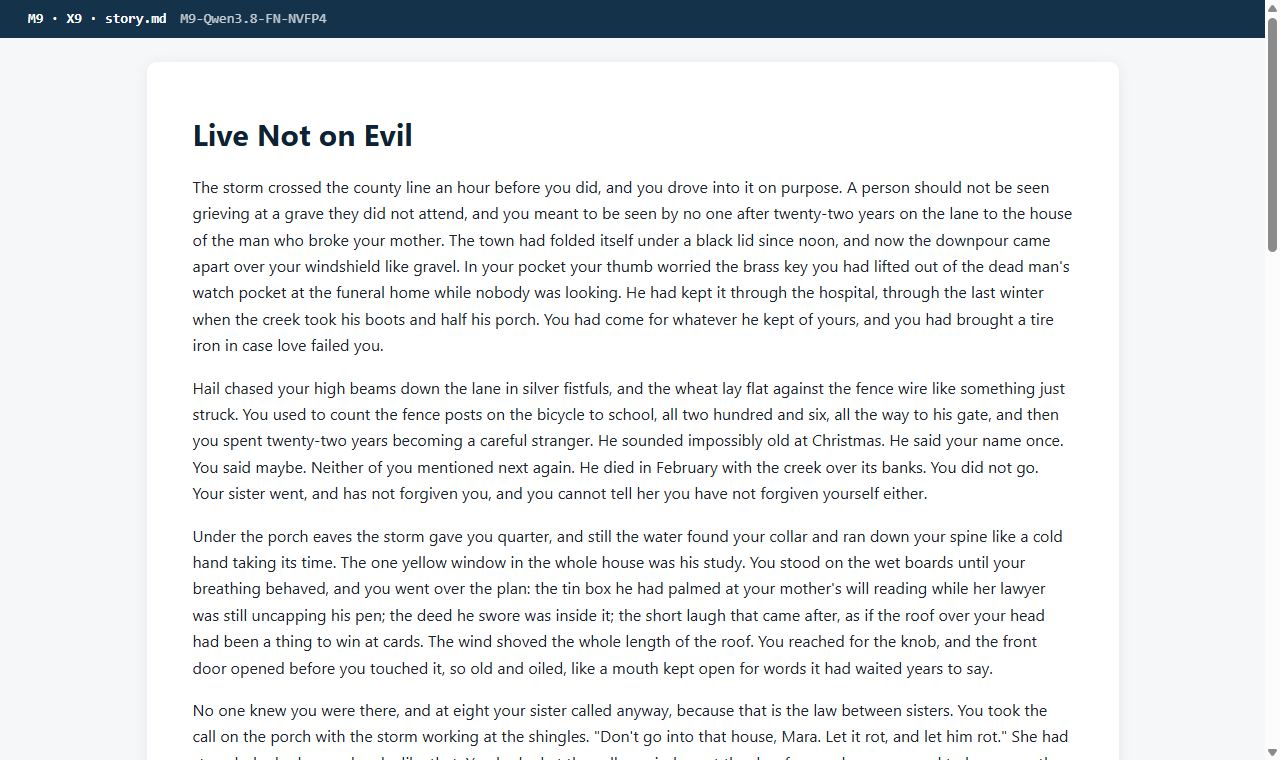 M9 • X9 • story.md M9-Qwen3.8-FN-NVFP4
Live Not on Evil
The storm crossed the county line an hour before you did, and you drove into it on purpose. A person should not be seen
grieving at a grave they did not attend, and you meant to be seen by no one after twenty-two years on the lane to the house
of the man who broke your mother. The town had folded itself under a black lid since noon, and now the downpour came
apart over your windshield like gravel. In your pocket your thumb worried the brass key you had lifted out of the dead man's
watch pocket at the funeral home while nobody was looking. He had kept it through the hospital, through the last winter
when the creek took his boots and half his porch. You had come for whatever he kept of yours, and you had brought a tire
iron in case love failed you.
Hail chased your high beams down the lane in silver fistfuls, and the wheat lay flat against the fence wire like something just
struck. You used to count the fence posts on the bicycle to school, all two hundred and six, all the way to his gate, and then
you spent twenty-two years becoming a careful stranger. He sounded impossibly old at Christmas. He said your name once.
You said maybe. Neither of you mentioned next again. He died in February with the creek over its banks. You did not go.
Your sister went, and has not forgiven you, and you cannot tell her you have not forgiven yourself either.
Under the porch eaves the storm gave you quarter, and still the water found your collar and ran down your spine like a cold
hand taking its time. The one yellow window in the whole house was his study. You stood on the wet boards until your
breathing behaved, and you went over the plan: the tin box he had palmed at your mother's will reading while her lawyer
was still uncapping his pen; the deed he swore was inside it; the short laugh that came after, as if the roof over your head
had been a thing to win at cards. The wind shoved the whole length of the roof. You reached for the knob, and the front
door opened before you touched it, so old and oiled, like a mouth kept open for words it had waited years to say.
No one knew you were there, and at eight your sister called anyway, because that is the law between sisters. You took the
call on the porch with the storm working at the shingles. "Don't go into that house, Mara. Let it rot, and let him rot." She had